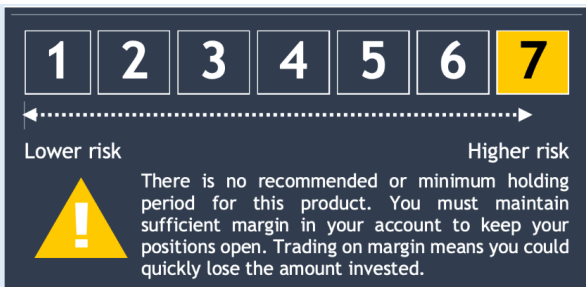 1 2 3 4 5 6 7
Lower risk Higher risk
!
There is no recommended or minimum holding
period for this product. You must maintain
sufficient margin in your account to keep your
positions open. Trading on margin means you could
quickly lose the amount invested.